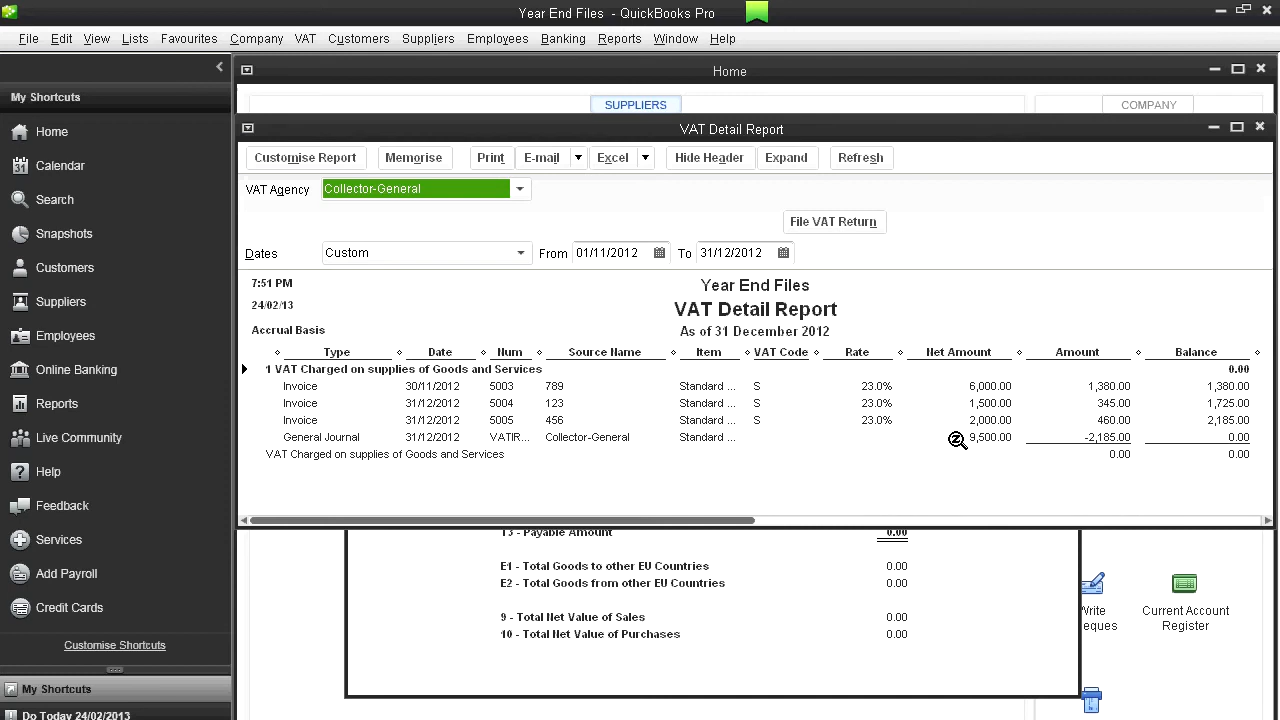 Year End Files - QuickBooks Pro
File Edit View Lists Favourites Company VAT Customers Suppliers Employees Banking Reports Window Help
Home
My Shortcuts
SUPPLIERS COMPANY
VAT Detail Report
Home
Calendar
Search
Snapshots
Customers
Suppliers
Employees
Online Banking
Reports
Live Community
Help
Feedback
Services
Add Payroll
Credit Cards
Customise Shortcuts
My Shortcuts
Do Today 24/02/2013
Customise Report Memorise Print E-mail Excel Hide Header Expand Refresh
VAT Agency Collector-General
File VAT Return
Dates Custom From 01/11/2012 To 31/12/2012
7:51 PM Year End Files
24/02/13 VAT Detail Report
Accrual Basis As of 31 December 2012
Type Date Num Source Name Item VAT Code Rate Net Amount Amount Balance
1 VAT Charged on supplies of Goods and Services 0.00
Invoice 30/11/2012 5003 789 Standard ... S 23.0% 6,000.00 1,380.00 1,380.00
Invoice 31/12/2012 5004 123 Standard ... S 23.0% 1,500.00 345.00 1,725.00
Invoice 31/12/2012 5005 456 Standard ... S 23.0% 2,000.00 460.00 2,185.00
General Journal 31/12/2012 VATIR... Collector-General Standard ... 9,500.00 -2,185.00 0.00
VAT Charged on supplies of Goods and Services 0.00 0.00
T3 - Payable Amount 0.00
E1 - Total Goods to other EU Countries 0.00
E2 - Total Goods from other EU Countries 0.00
9 - Total Net Value of Sales 0.00
10 - Total Net Value of Purchases 0.00
Write
eques
Current Account
Register